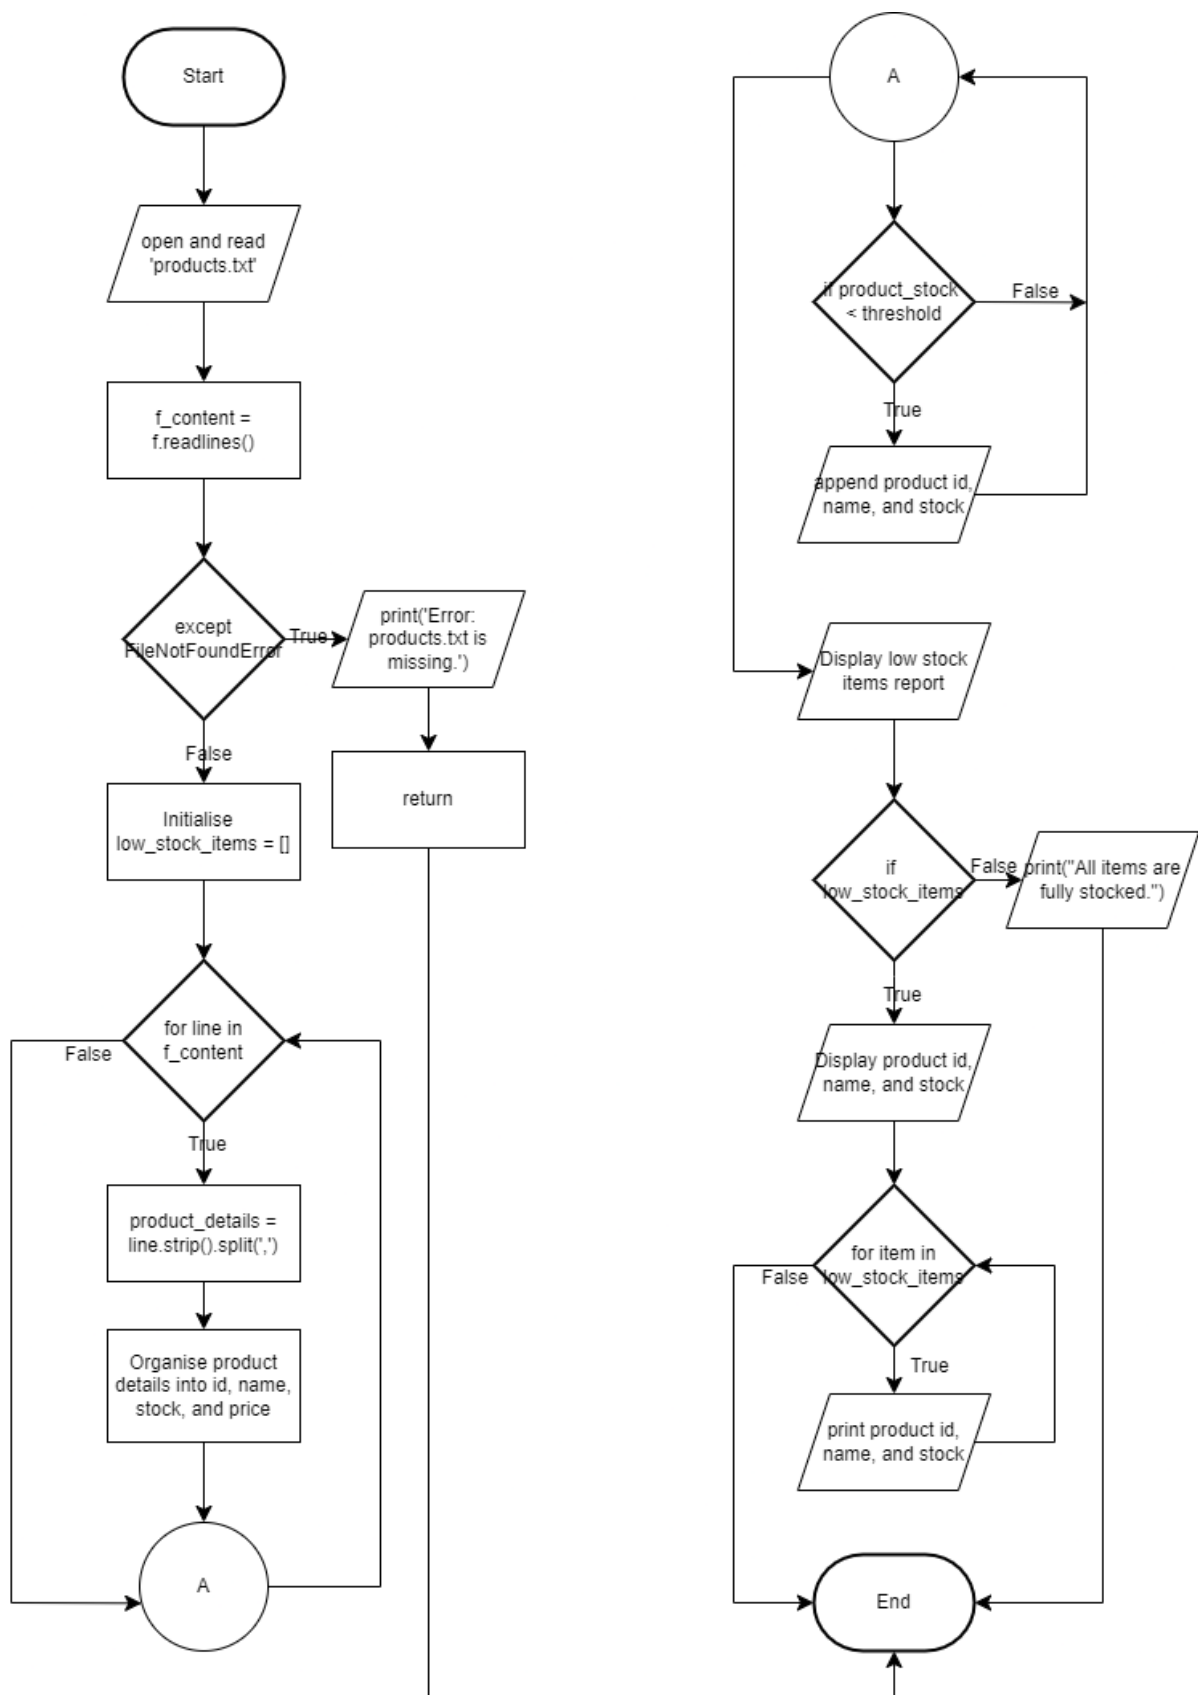 Start
open and read
'products.txt'
f_content =
f.readlines()
except
FileNotFoundError
True
print('Error:
products.txt is
missing.')
return
False
Initialise
low_stock_items = []
for line in
f_content
False
True
product_details =
line.strip().split(',')
Organise product
details into id, name,
stock, and price
A
A
if product_stock
< threshold
False
True
append product id,
name, and stock
Display low stock
items report
if
low_stock_items
False
print("All items are
fully stocked.")
True
Display product id,
name, and stock
for item in
low_stock_items
False
True
print product id,
name, and stock
End